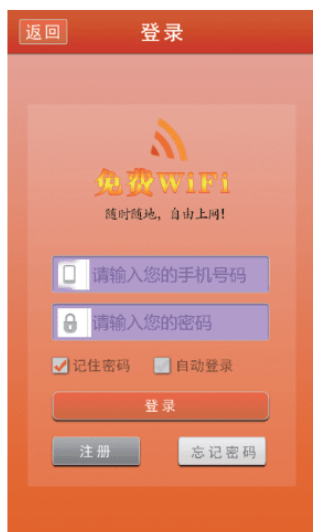 返回 登录
免费WiFi
随时随地，自由上网!
请输入您的手机号码
请输入您的密码
记住密码 自动登录
登录
注册 忘记密码